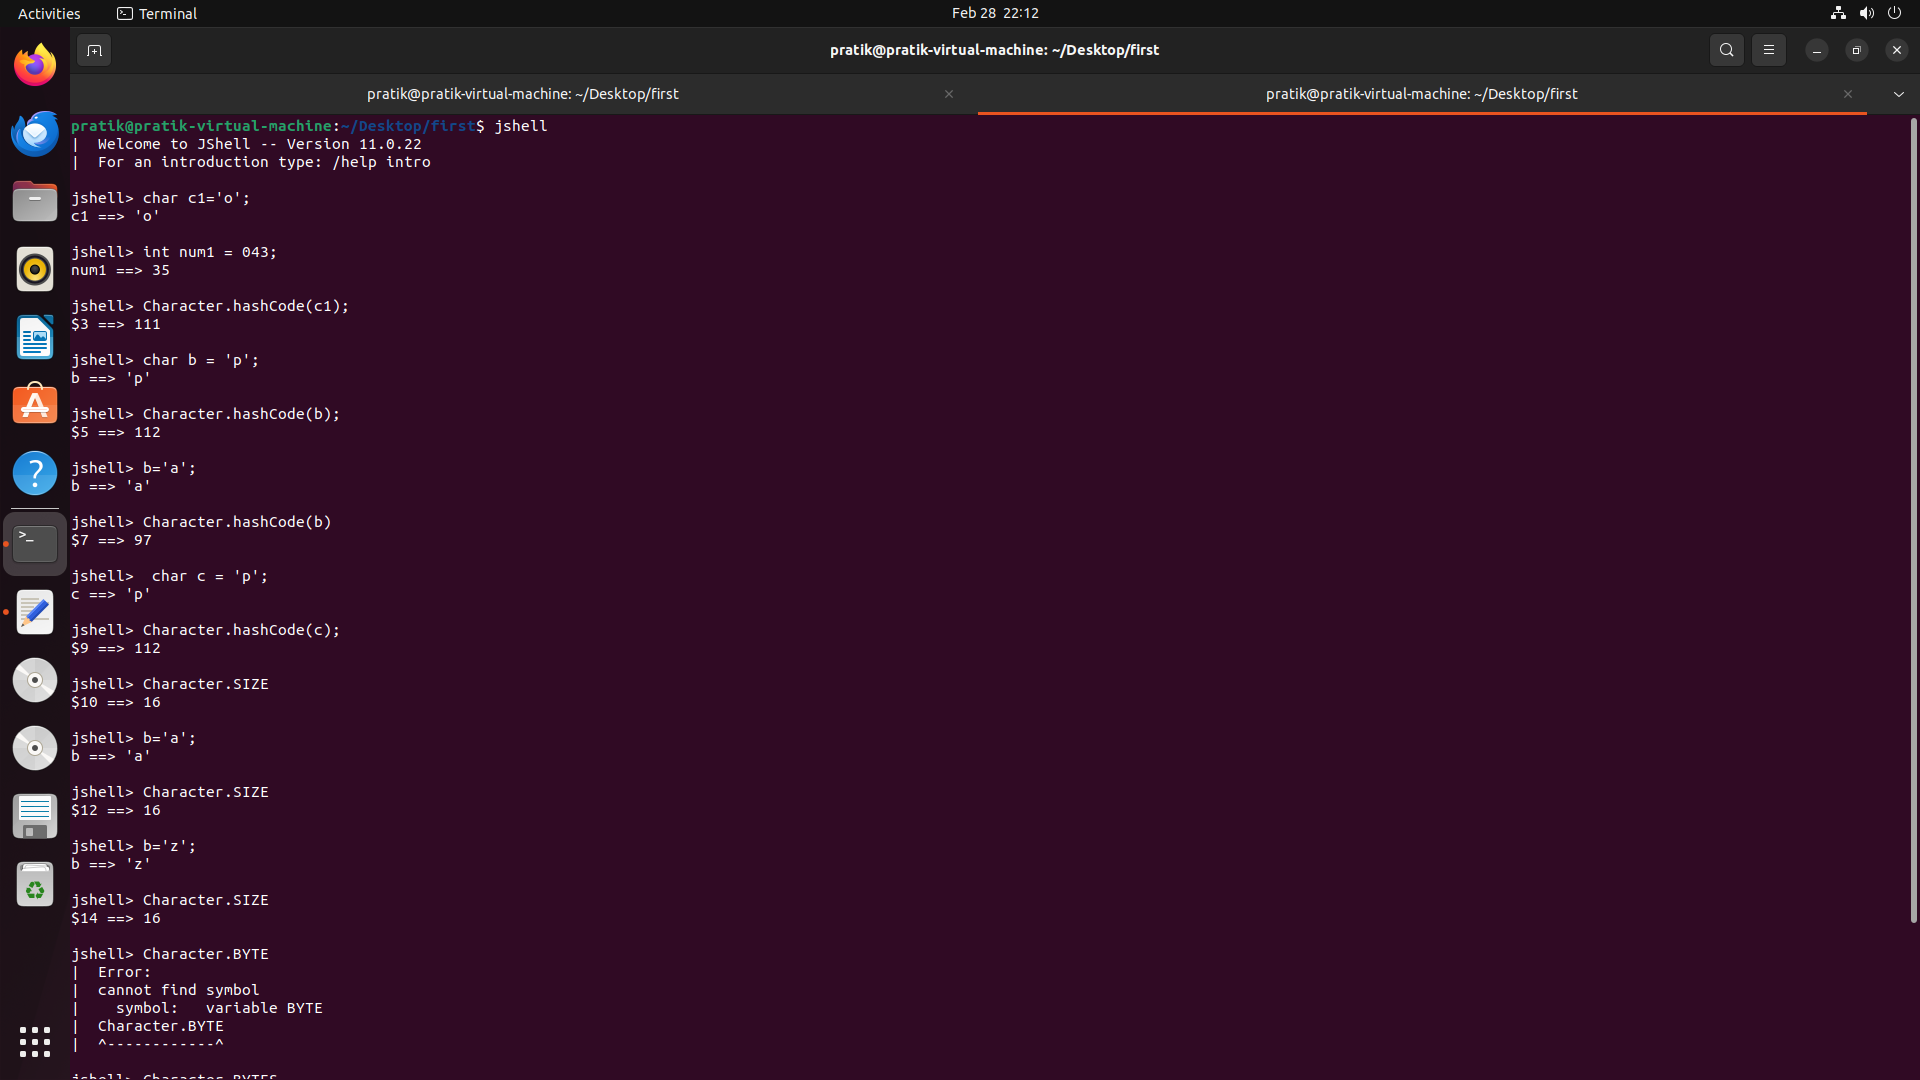 Activities
Terminal
Feb 28  22:12
pratik@pratik-virtual-machine: ~/Desktop/first
pratik@pratik-virtual-machine: ~/Desktop/first
pratik@pratik-virtual-machine: ~/Desktop/first
pratik@pratik-virtual-machine:~/Desktop/first$ jshell
|  Welcome to JShell -- Version 11.0.22
|  For an introduction type: /help intro
jshell> char c1='o';
c1 ==> 'o'
jshell> int num1 = 043;
num1 ==> 35
jshell> Character.hashCode(c1);
$3 ==> 111
jshell> char b = 'p';
b ==> 'p'
jshell> Character.hashCode(b);
$5 ==> 112
jshell> b='a';
b ==> 'a'
jshell> Character.hashCode(b)
$7 ==> 97
jshell>  char c = 'p';
c ==> 'p'
jshell> Character.hashCode(c);
$9 ==> 112
jshell> Character.SIZE
$10 ==> 16
jshell> b='a';
b ==> 'a'
jshell> Character.SIZE
$12 ==> 16
jshell> b='z';
b ==> 'z'
jshell> Character.SIZE
$14 ==> 16
jshell> Character.BYTE
|  Error:
|  cannot find symbol
|    symbol:   variable BYTE
|  Character.BYTE
|  ^------------^
jshell> Character.BYTES